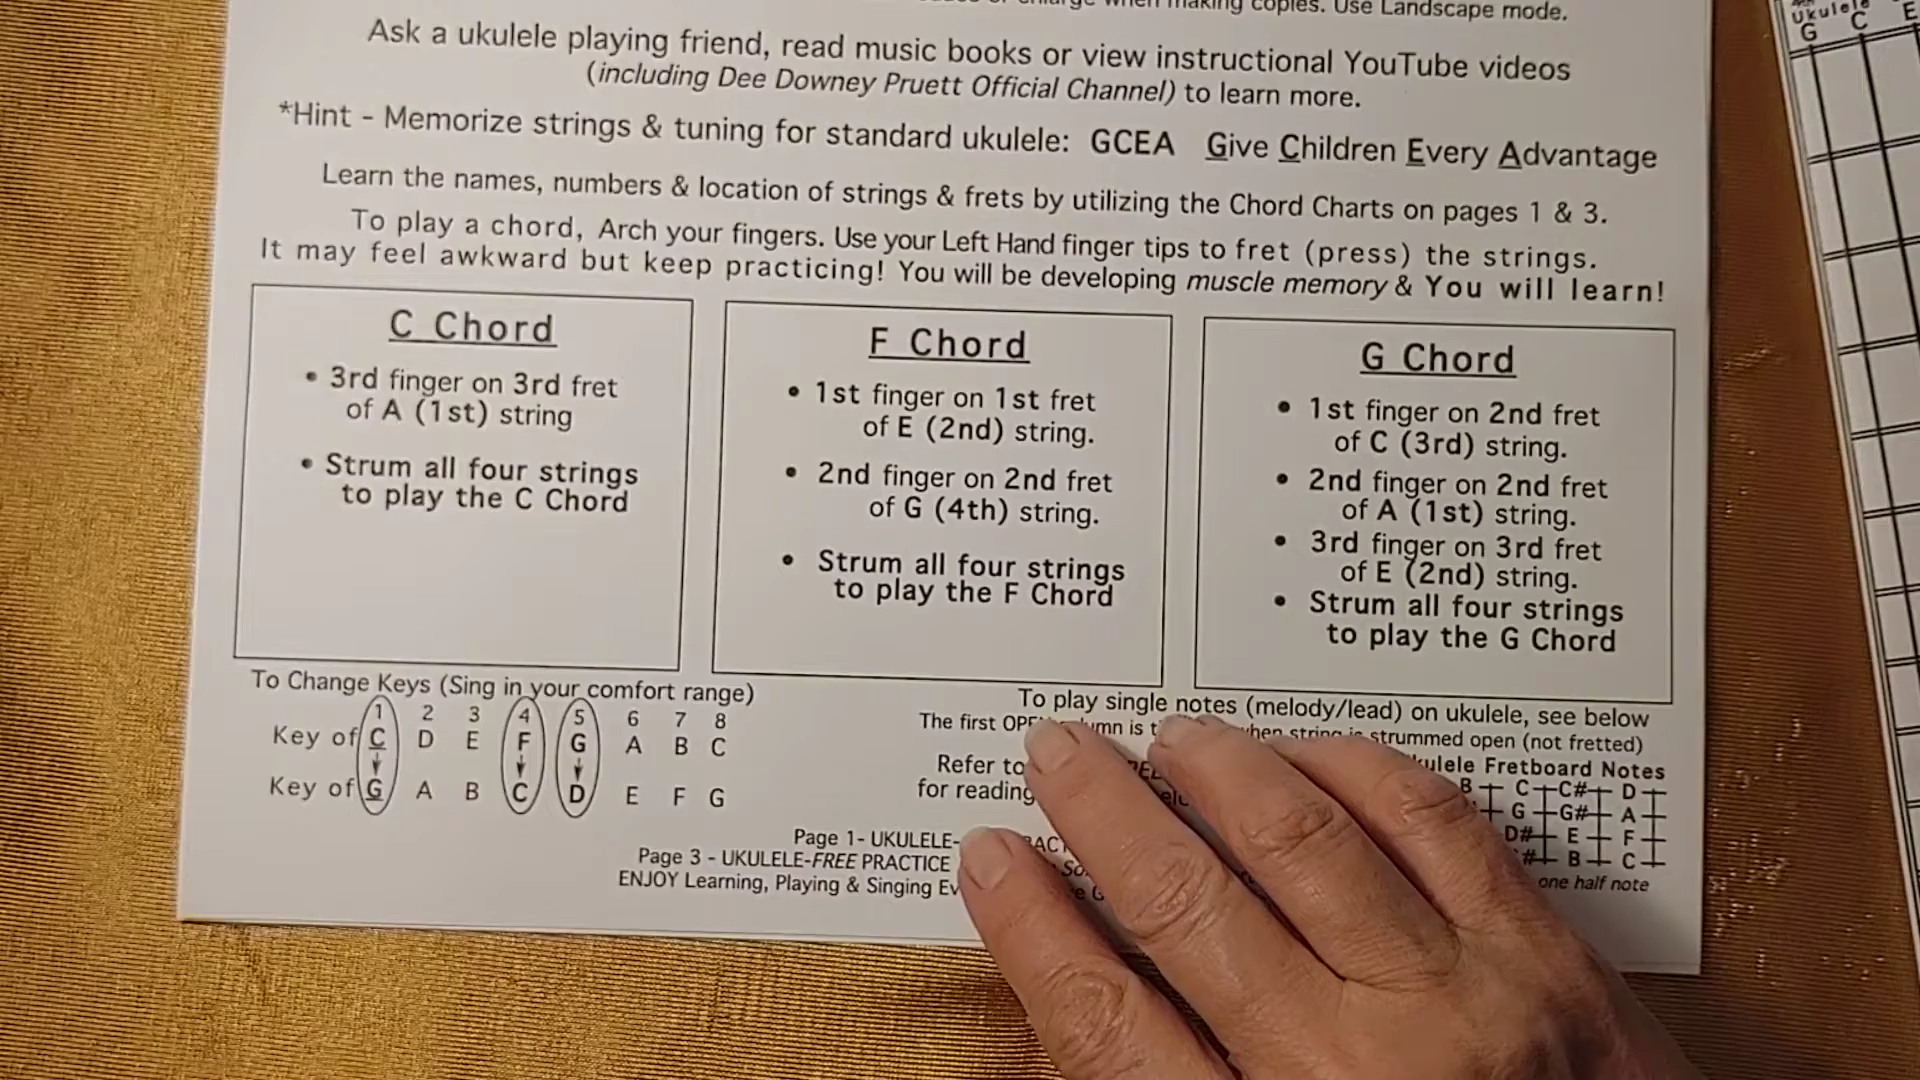 making copies. Use Landscape mode.
Ask a ukulele playing friend, read music books or view instructional YouTube videos
(including Dee Downey Pruett Official Channel) to learn more.
*Hint - Memorize strings & tuning for standard ukulele: GCEA Give Children Every Advantage
Learn the names, numbers & location of strings & frets by utilizing the Chord Charts on pages 1 & 3.
To play a chord, Arch your fingers. Use your Left Hand finger tips to fret (press) the strings.
It may feel awkward but keep practicing! You will be developing muscle memory & You will learn!
C Chord
• 3rd finger on 3rd fret
of A (1st) string
• Strum all four strings
to play the C Chord
F Chord
• 1st finger on 1st fret
of E (2nd) string.
• 2nd finger on 2nd fret
of G (4th) string.
• Strum all four strings
to play the F Chord
G Chord
• 1st finger on 2nd fret
of C (3rd) string.
• 2nd finger on 2nd fret
of A (1st) string.
• 3rd finger on 3rd fret
of E (2nd) string.
• Strum all four strings
to play the G Chord
To Change Keys (Sing in your comfort range)
1 2 3 4 5 6 7 8
Key of C D E F G A B C
Key of G A B C D E F G
To play single notes (melody/lead) on ukulele, see below
The first is when string is strummed open (not fretted)
Refer to
for reading
Fretboard Notes
B C C# D
G G# A
D# E F
B C
one half note
Page 1- UKULELE-
Page 3 - UKULELE-FREE PRACTICE
ENJOY Learning, Playing & Singing
Ukulele
G C E